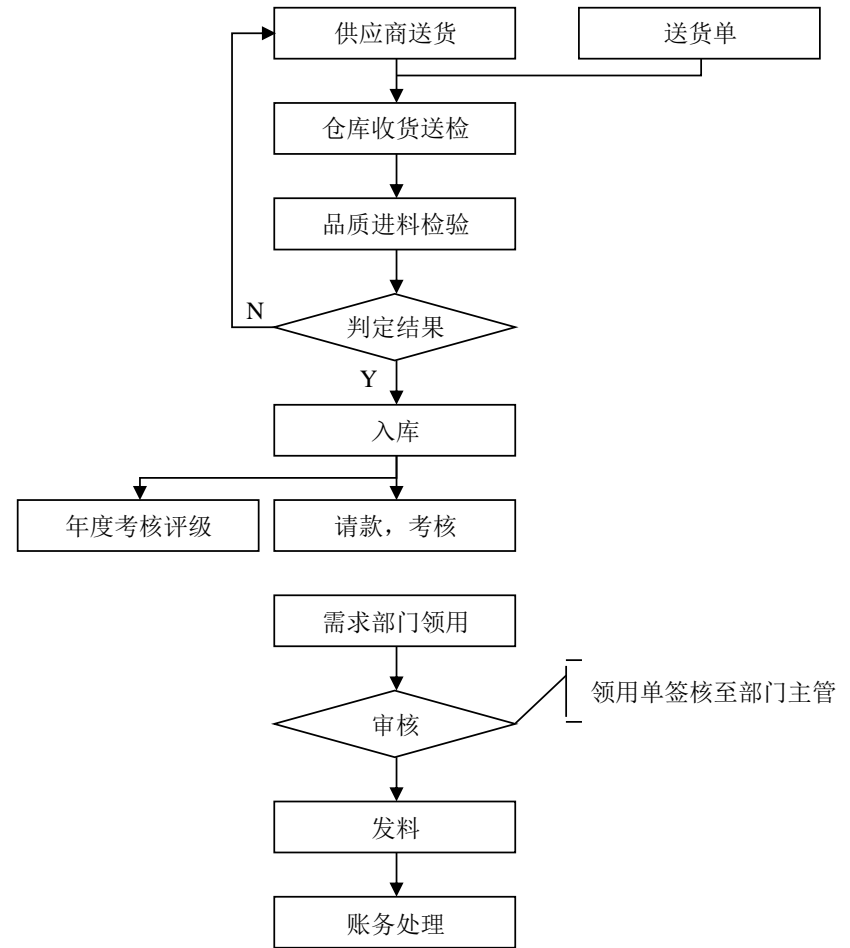 供应商送货
送货单
仓库收货送检
品质进料检验
判定结果
N
Y
入库
年度考核评级
请款，考核
需求部门领用
审核
领用单签核至部门主管
发料
账务处理